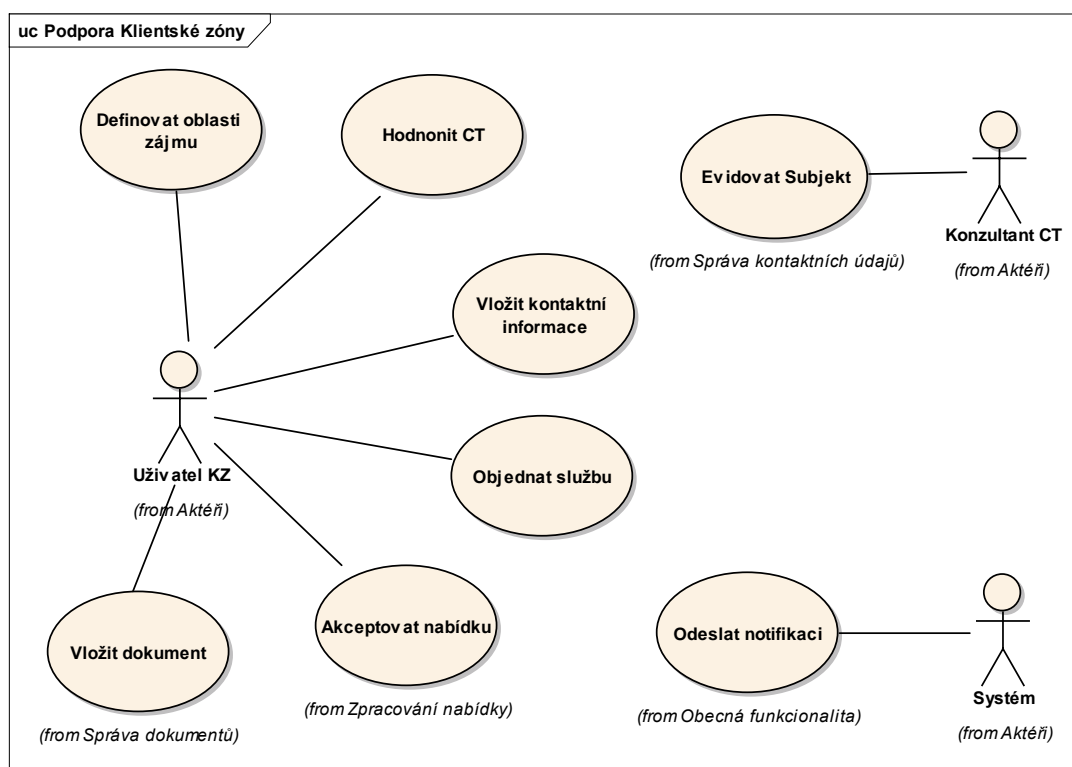 uc Podpora Klientské zóny
Definovat oblasti
zájmu
Hodnonit CT
Evidovat Subjekt
(from Správa kontaktních údajů)
Konzultant CT
(from Aktéři)
Vložit kontaktní
informace
Uživatel KZ
(from Aktéři)
Objednat službu
Vložit dokument
(from Správa dokumentů)
Akceptovat nabídku
(from Zpracování nabídky)
Odeslat notifikaci
(from Obecná funkcionalita)
Systém
(from Aktéři)